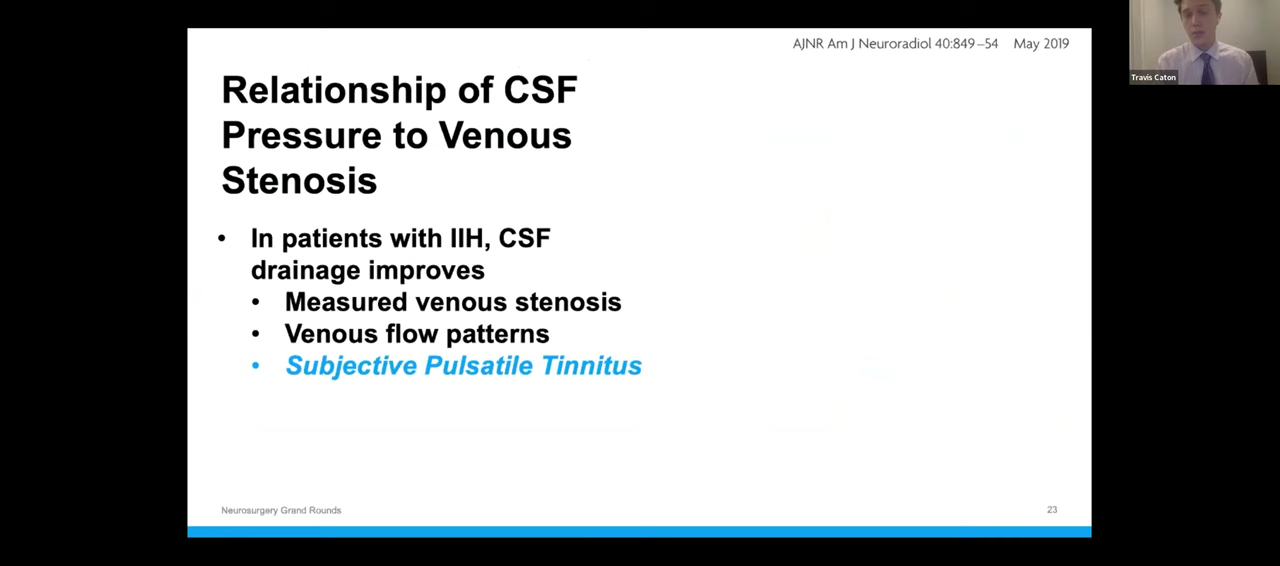 AJNR Am J Neuroradiol 40:849–54 May 2019
Travis Caton
Relationship of CSF
Pressure to Venous
Stenosis
• In patients with IIH, CSF
drainage improves
• Measured venous stenosis
• Venous flow patterns
• Subjective Pulsatile Tinnitus
Neurosurgery Grand Rounds
23